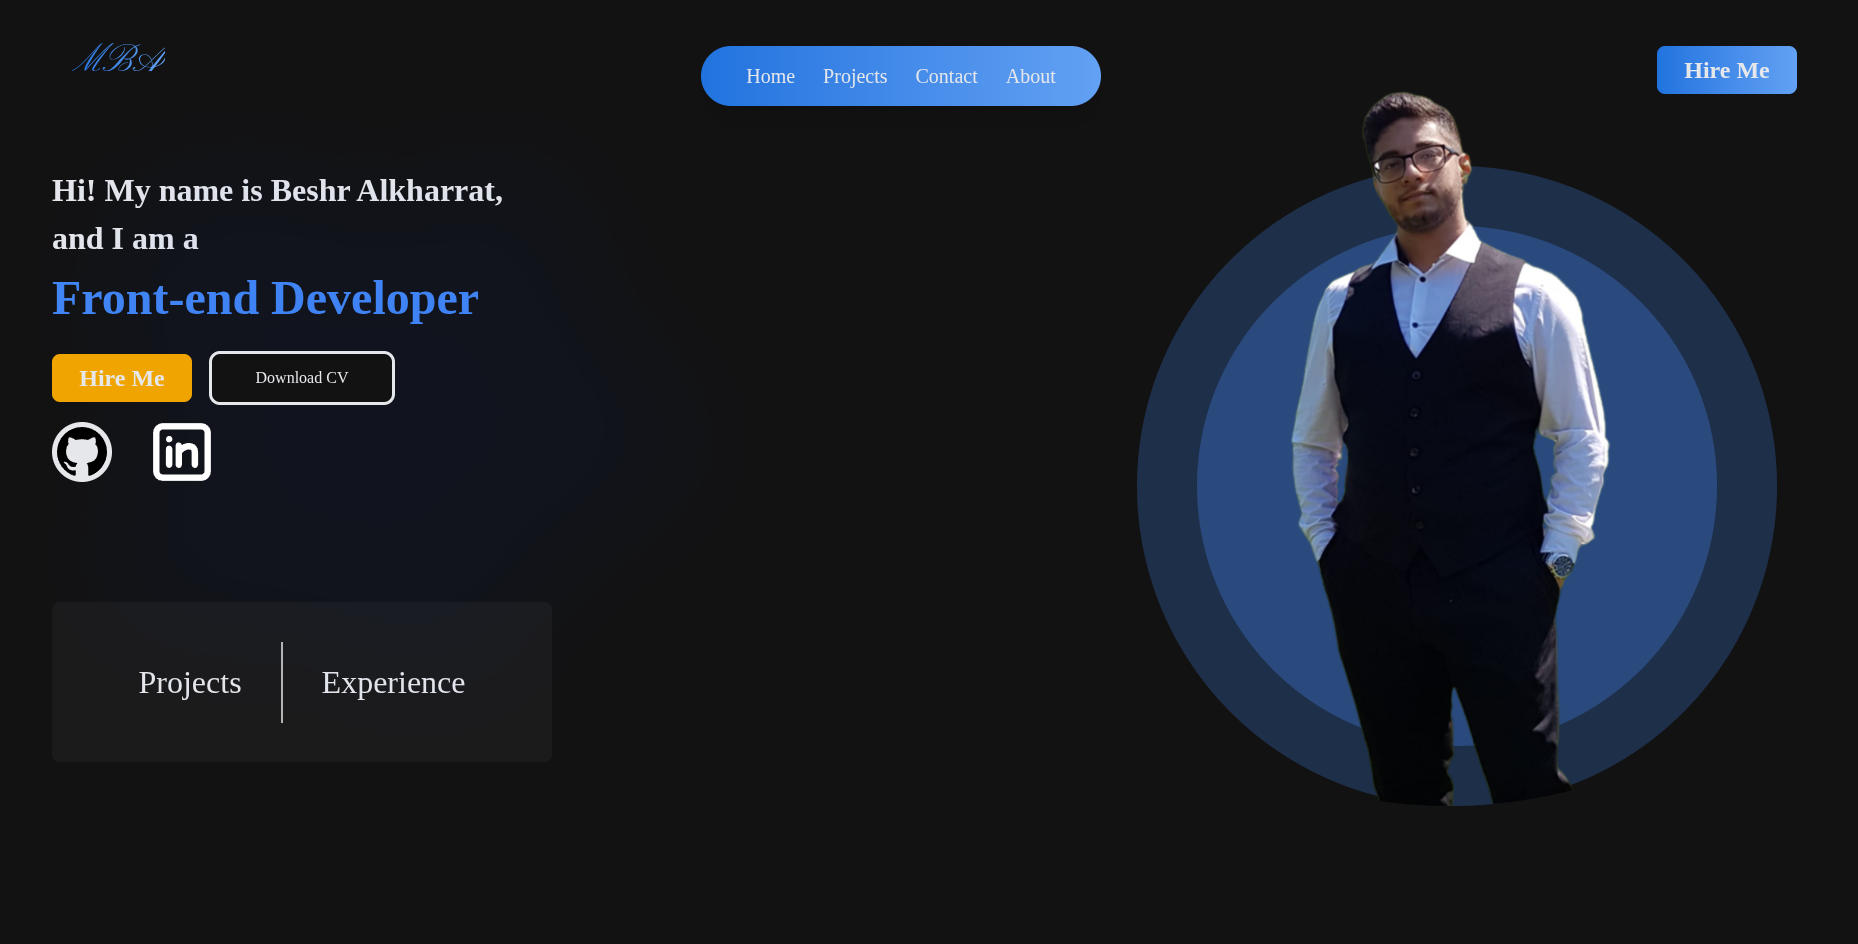 MBA
Home Projects Contact About
Hire Me
Hi! My name is Beshr Alkharrat,
and I am a
Front-end Developer
Hire Me
Download CV
in
Projects
Experience